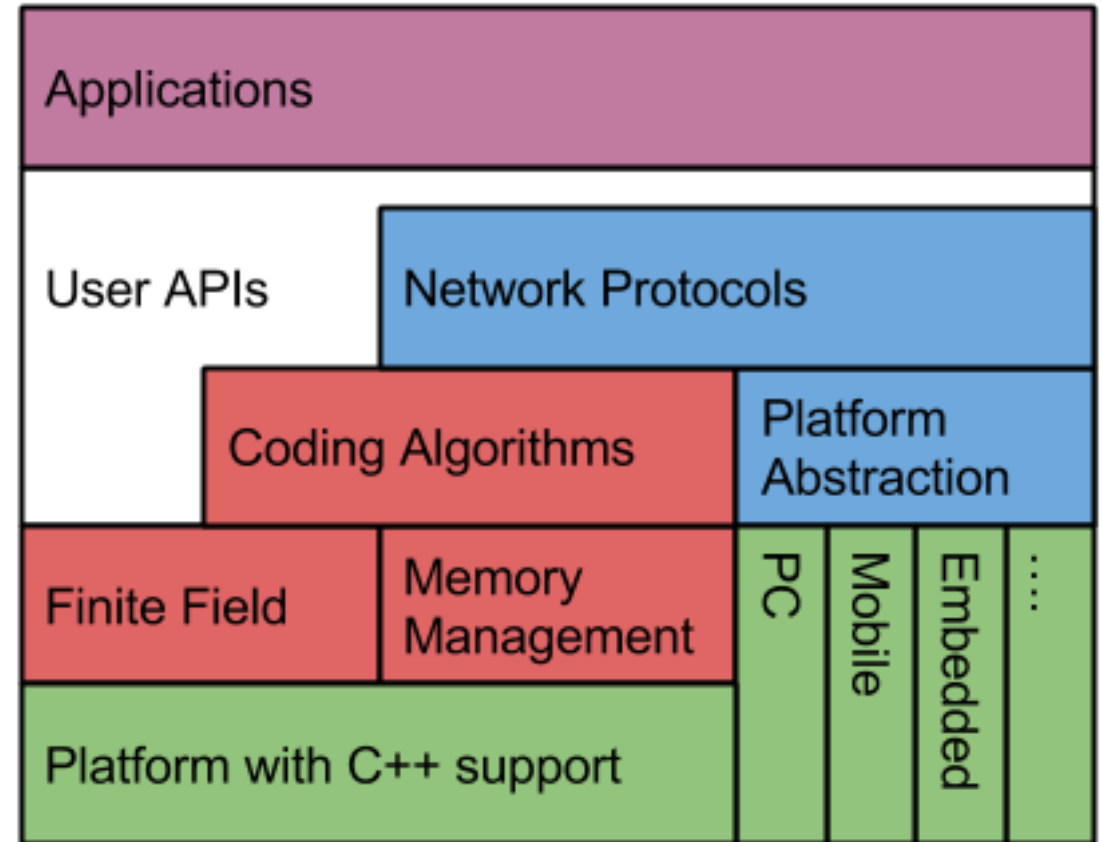 Applications
User APIs
Network Protocols
Coding Algorithms
Platform
Abstraction
Finite Field
Memory
Management
PC
Mobile
Embedded
....
Platform with C++ support